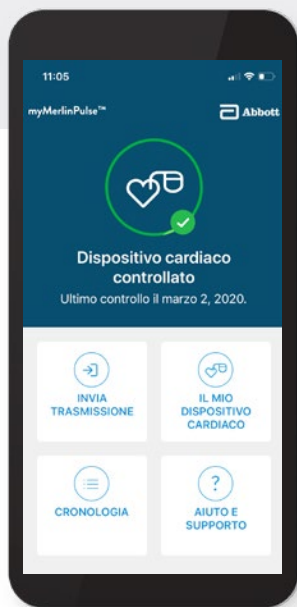 11:05
myMerlinPulse™
Abbott
Dispositivo cardiaco
controllato
Ultimo controllo il marzo 2, 2020.
INVIA
TRASMISSIONE
IL MIO
DISPOSITIVO
CARDIACO
CRONOLOGIA
?
AIUTO E
SUPPORTO